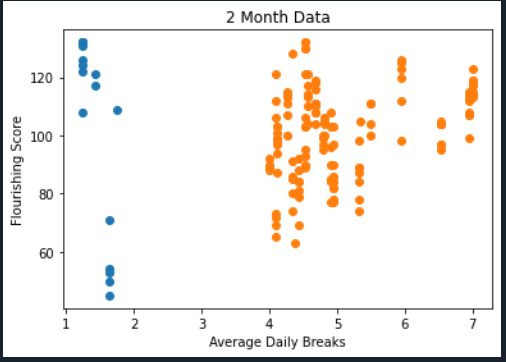 2 Month Data
120
100
80
60
Flourishing Score
1 2 3 4 5 6 7
Average Daily Breaks